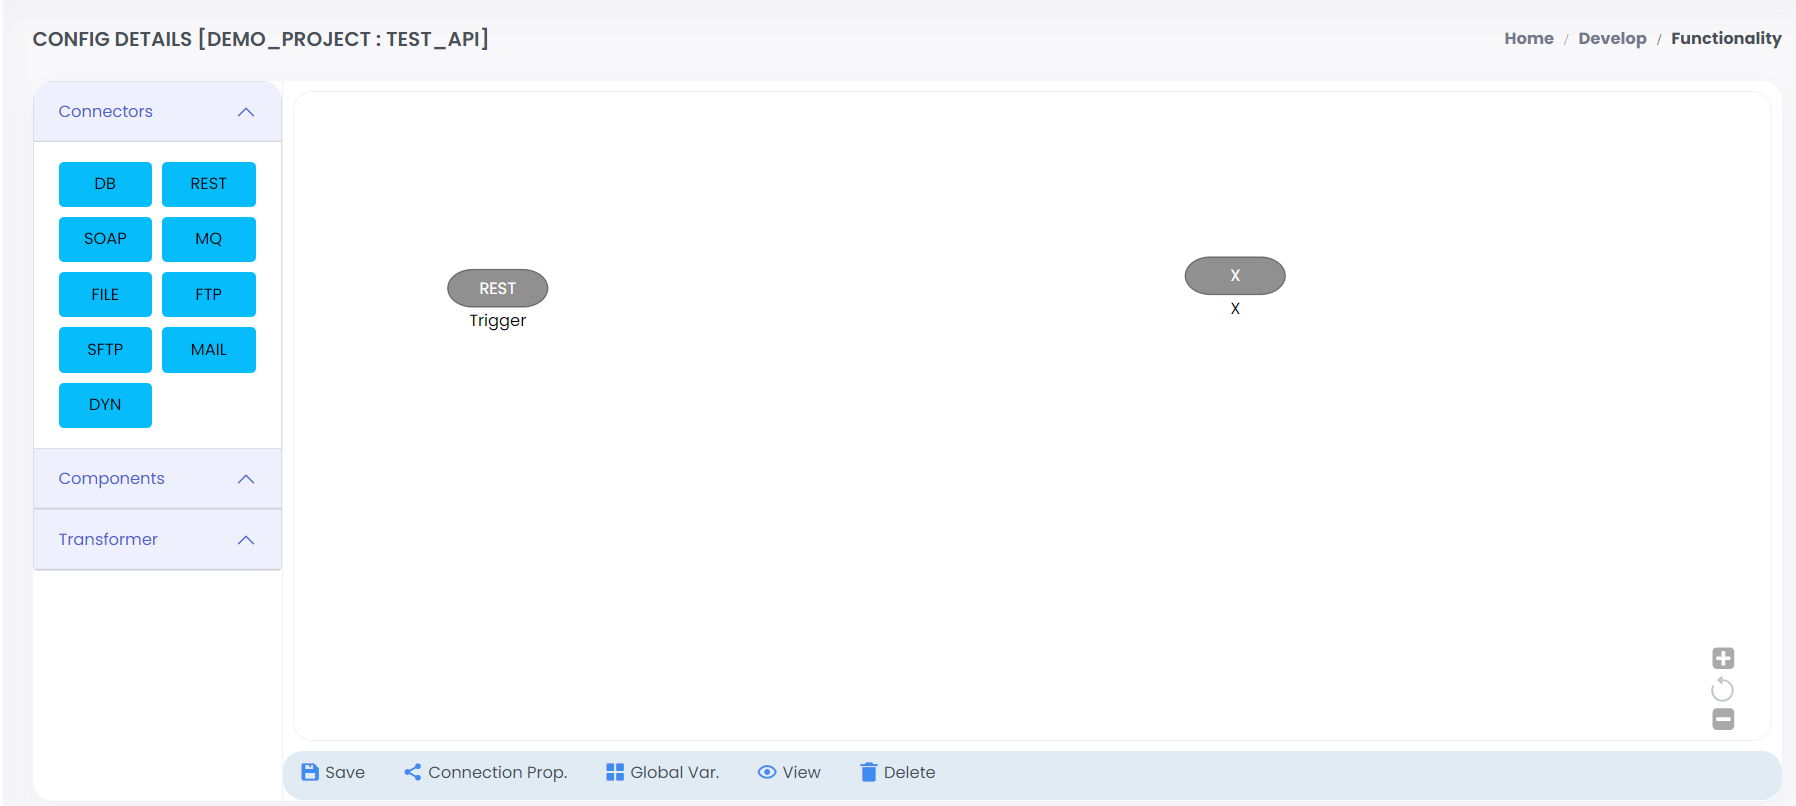 CONFIG DETAILS [DEMO_PROJECT : TEST_API]
Home / Develop / Functionality
Connectors
DB REST
SOAP MQ
FILE FTP
SFTP MAIL
DYN
Components
Transformer
REST
Trigger
X
X
Save Connection Prop. Global Var. View Delete